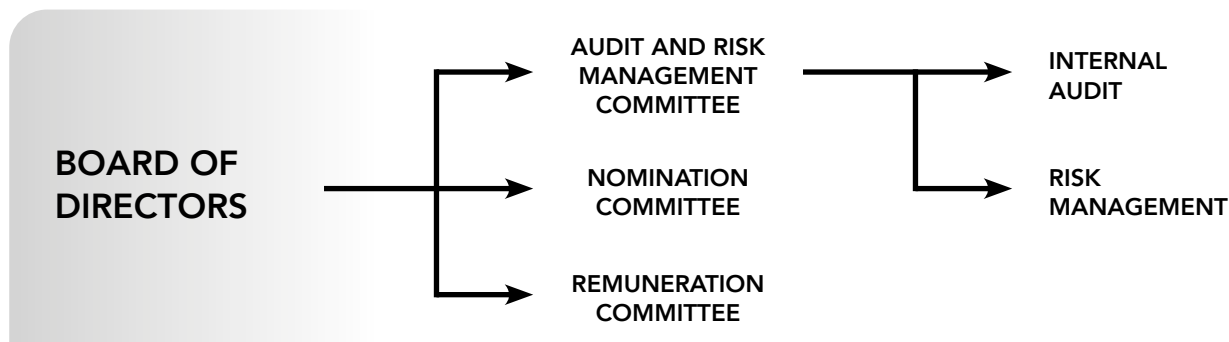 BOARD OF
DIRECTORS
AUDIT AND RISK
MANAGEMENT
COMMITTEE
NOMINATION
COMMITTEE
REMUNERATION
COMMITTEE
INTERNAL
AUDIT
RISK
MANAGEMENT